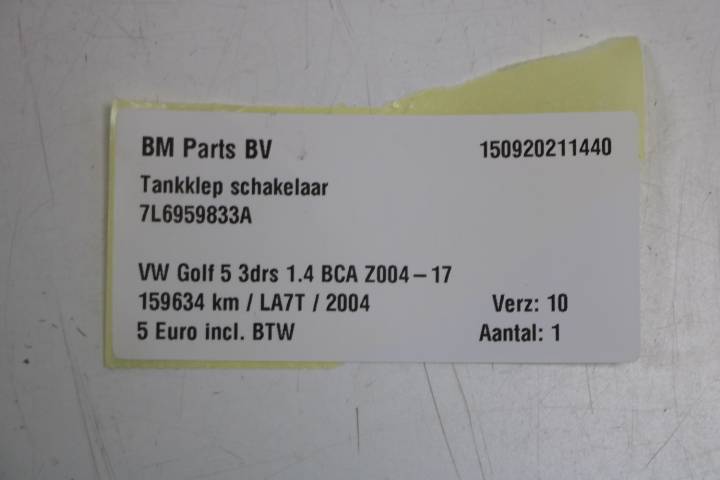 BM Parts BV 150920211440
Tankklep schakelaar
7L6959833A
VW Golf 5 3drs 1.4 BCA Z004-17
159634 km / LA7T / 2004 Verz: 10
5 Euro incl. BTW Aantal: 1